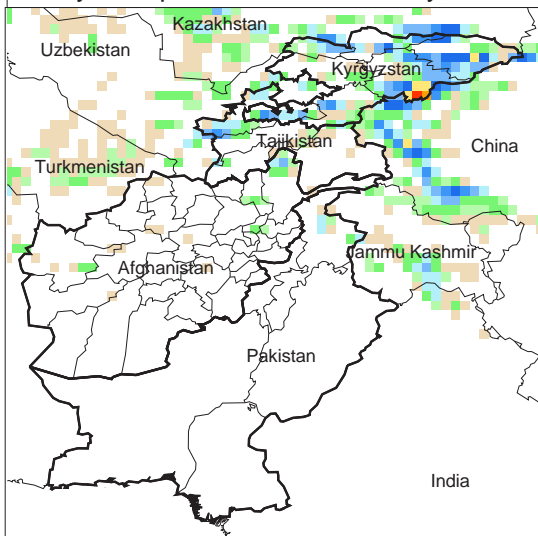 Kazakhstan
Uzbekistan
Kyrgyzstan
Tajikistan
China
Turkmenistan
Jammu Kashmir
Afghanistan
Pakistan
India